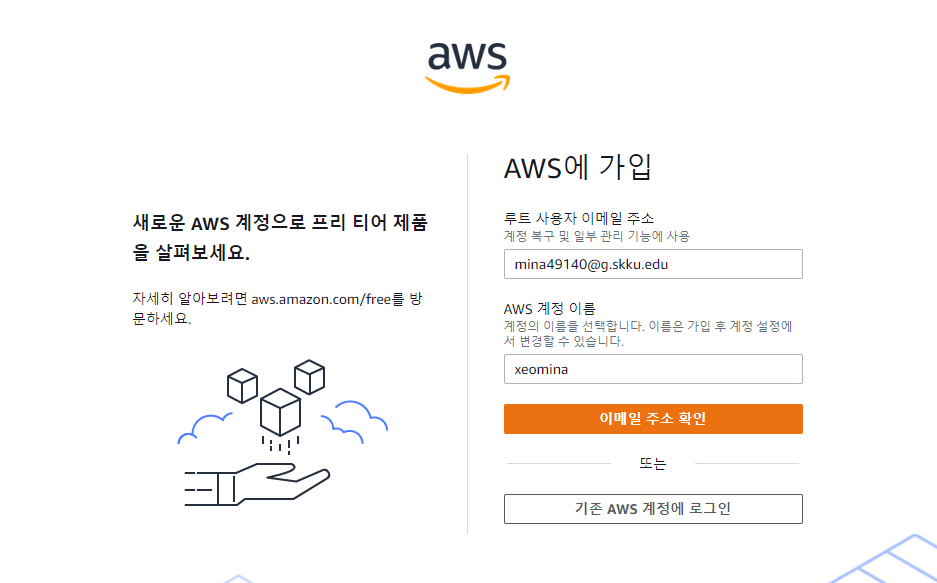 aws
새로운 AWS 계정으로 프리 티어 제품
을 살펴보세요.
자세히 알아보려면 aws.amazon.com/free를 방
문하세요.
AWS에 가입
루트 사용자 이메일 주소
계정 복구 및 일부 관리 기능에 사용
mina49140@g.skku.edu
AWS 계정 이름
계정의 이름을 선택합니다. 이름은 가입 후 계정 설정에
서 변경할 수 있습니다.
xeomina
이메일 주소 확인
또는
기존 AWS 계정에 로그인